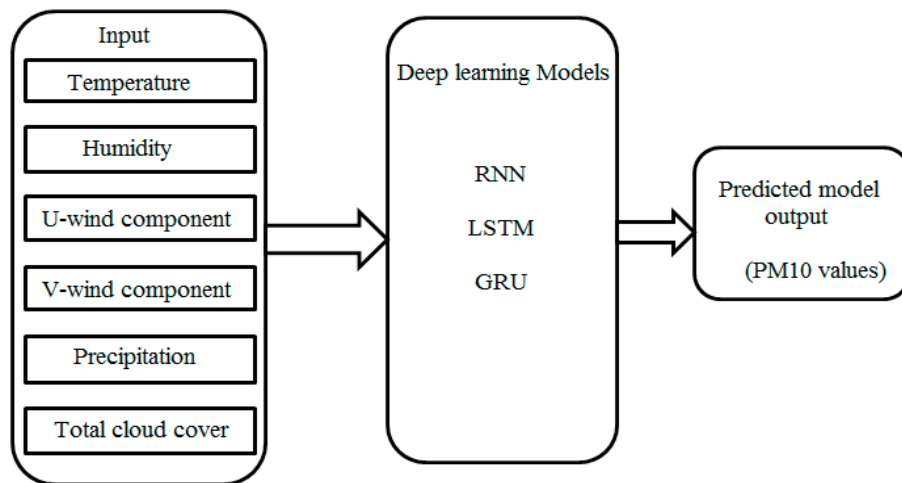 Input
Temperature
Humidity
U-wind component
V-wind component
Precipitation
Total cloud cover
Deep learning Models
RNN
LSTM
GRU
Predicted model
output
(PM10 values)